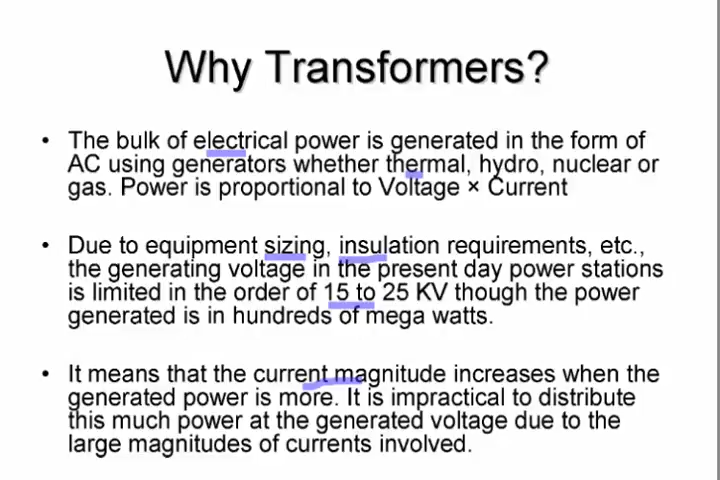 Why Transformers?
• The bulk of electrical power is generated in the form of
AC using generators whether thermal, hydro, nuclear or
gas. Power is proportional to Voltage × Current
• Due to equipment sizing, insulation requirements, etc.,
the generating voltage in the present day power stations
is limited in the order of 15 to 25 KV though the power
generated is in hundreds of mega watts.
• It means that the current magnitude increases when the
generated power is more. It is impractical to distribute
this much power at the generated voltage due to the
large magnitudes of currents involved.